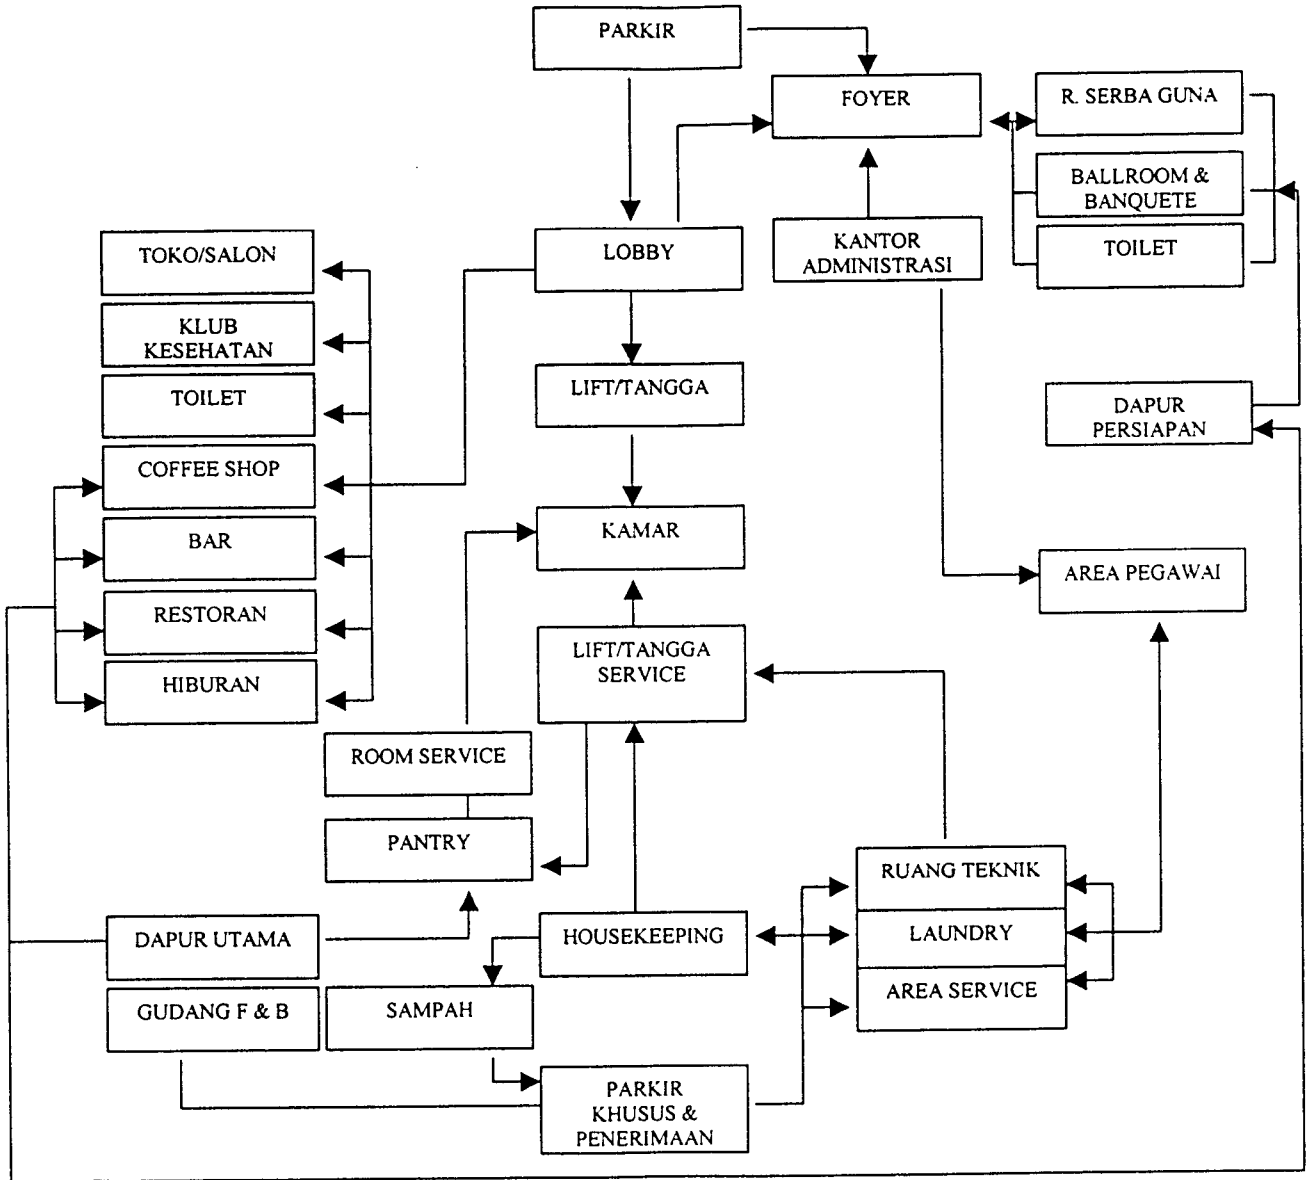 PARKIR
FOYER
R. SERBA GUNA
BALLROOM &
BANQUETE
TOILET
KANTOR
ADMINISTRASI
LOBBY
TOKO/SALON
KLUB
KESEHATAN
TOILET
COFFEE SHOP
BAR
RESTORAN
HIBURAN
LIFT/TANGGA
DAPUR
PERSIAPAN
KAMAR
AREA PEGAWAI
LIFT/TANGGA
SERVICE
ROOM SERVICE
PANTRY
RUANG TEKNIK
LAUNDRY
AREA SERVICE
DAPUR UTAMA
HOUSEKEEPING
GUDANG F & B
SAMPAH
PARKIR
KHUSUS &
PENERIMAAN